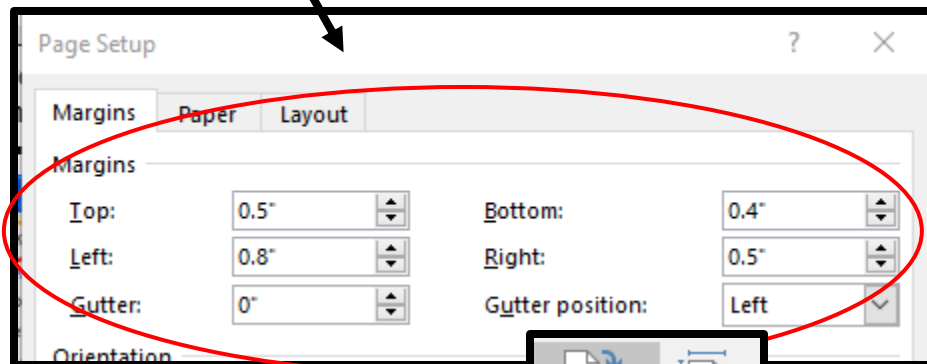 Page Setup ?
Margins Paper Layout
Margins
Top: 0.5" Bottom: 0.4"
Left: 0.8" Right: 0.5"
Gutter: 0" Gutter position: Left
Orientation